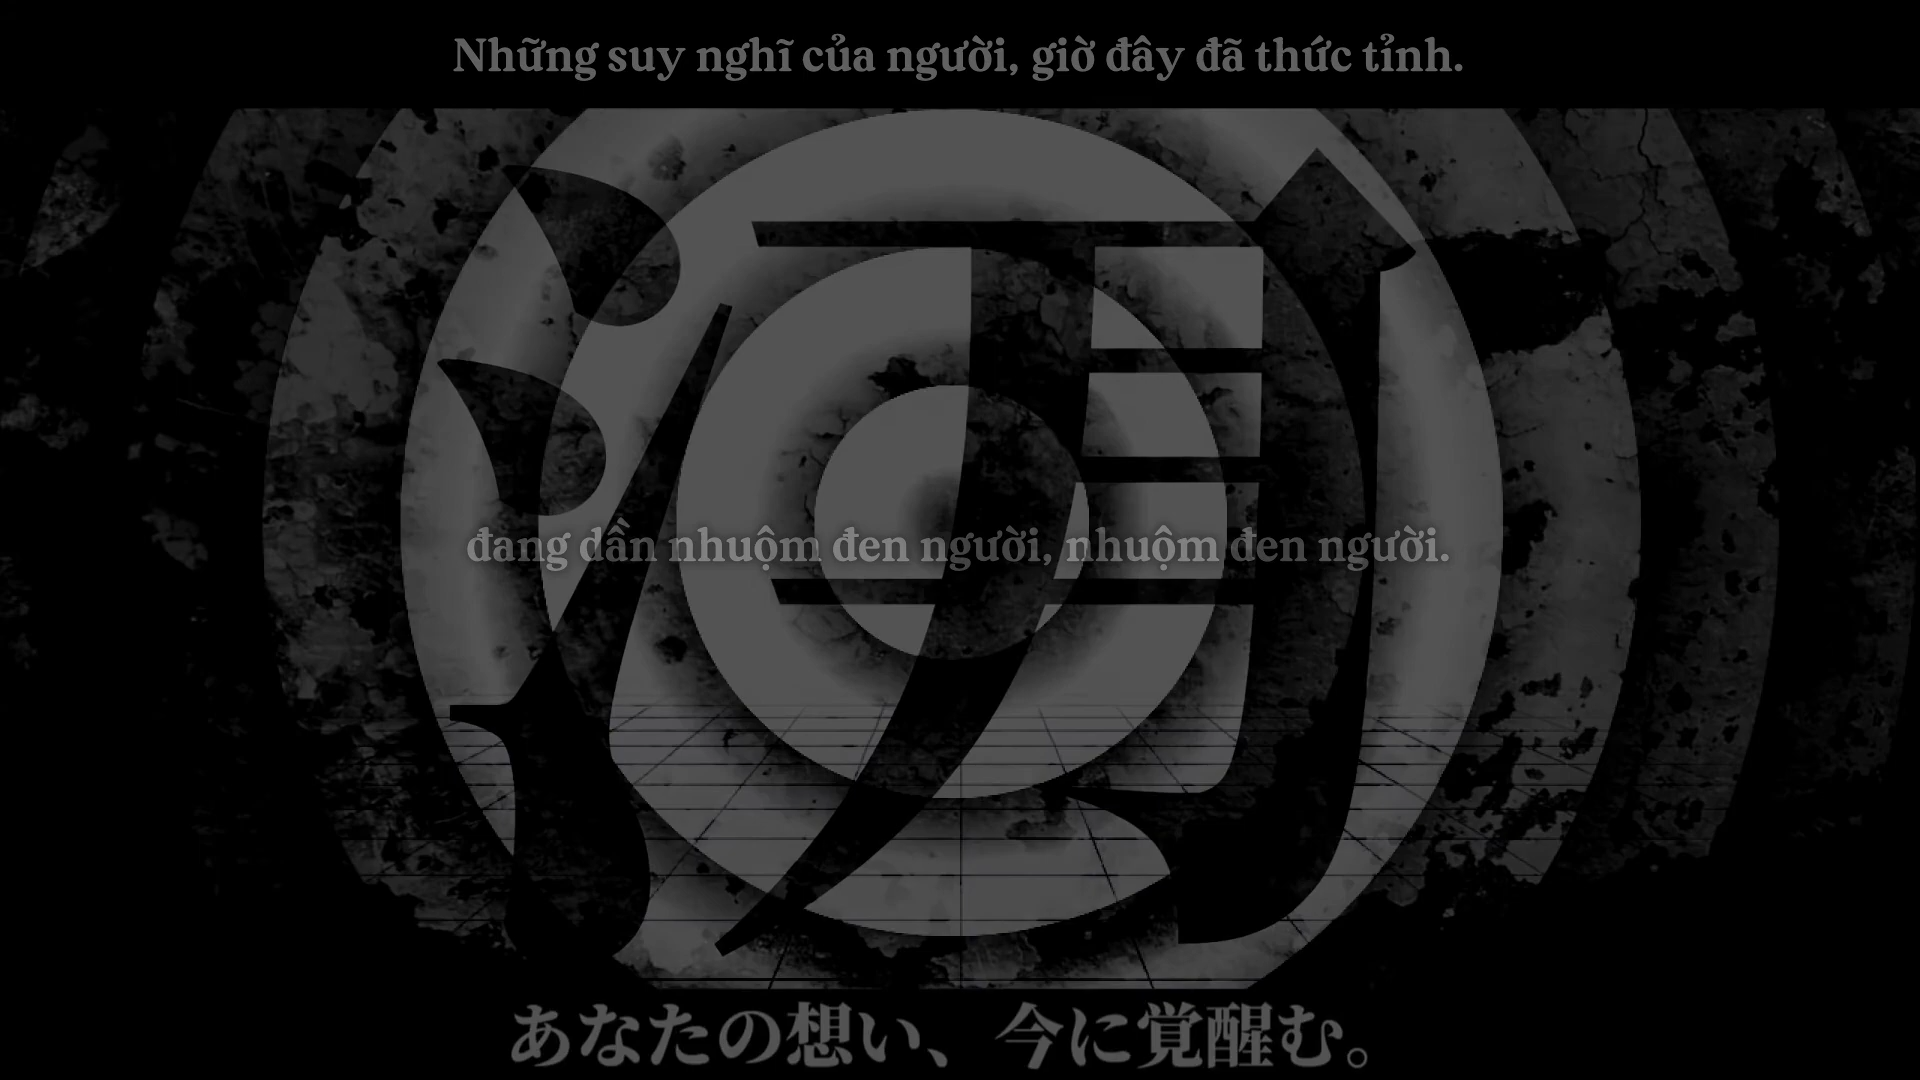 Những suy nghĩ của người, giờ đây đã thức tỉnh.
đang dần nhuộm đen người, nhuộm đen người.
あなたの想い、今に覚醒む。